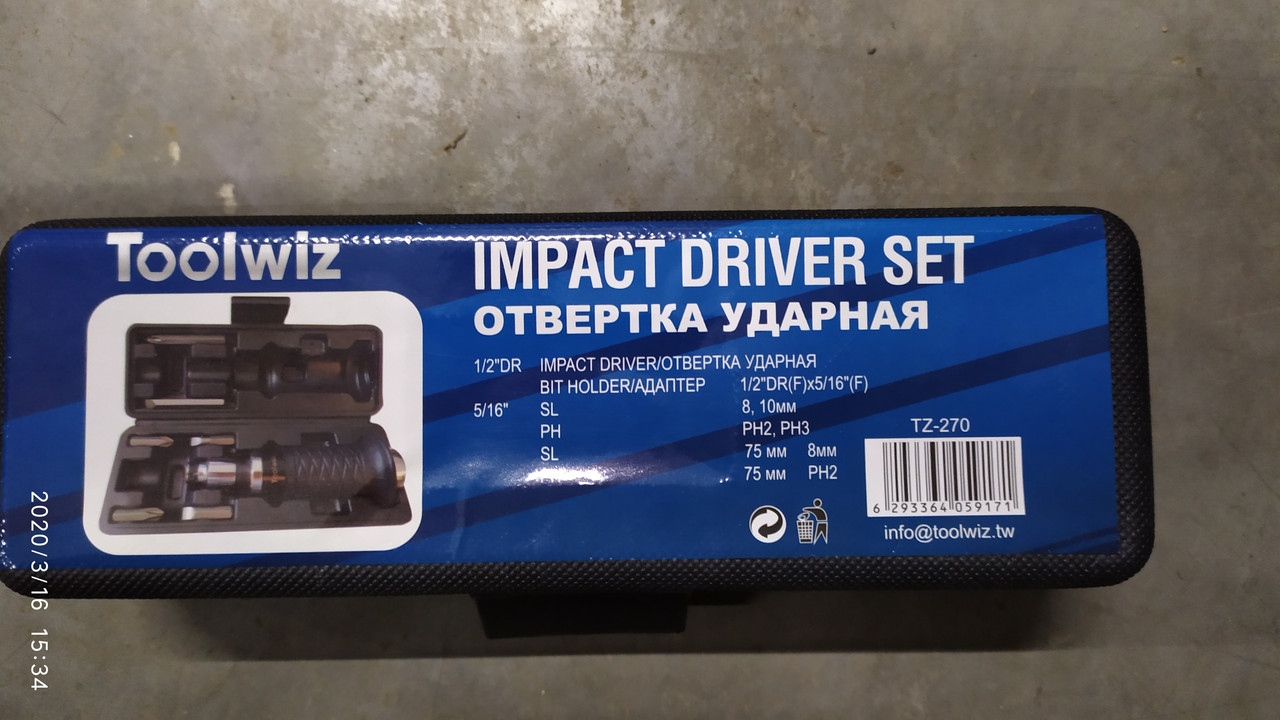 Toolwiz
IMPACT DRIVER SET
ОТВЕРТКА УДАРНАЯ
1/2"DR IMPACT DRIVER/ОТВЕРТКА УДАРНАЯ
BIT HOLDER/АДАПТЕР 1/2"DR(F)x5/16"(F)
5/16" SL 8, 10мм
PH PH2, PH3
SL 75 мм 8мм
75 мм PH2
TZ-270
6 293364 059171
info@toolwiz.tw
2020/3/16 15:34